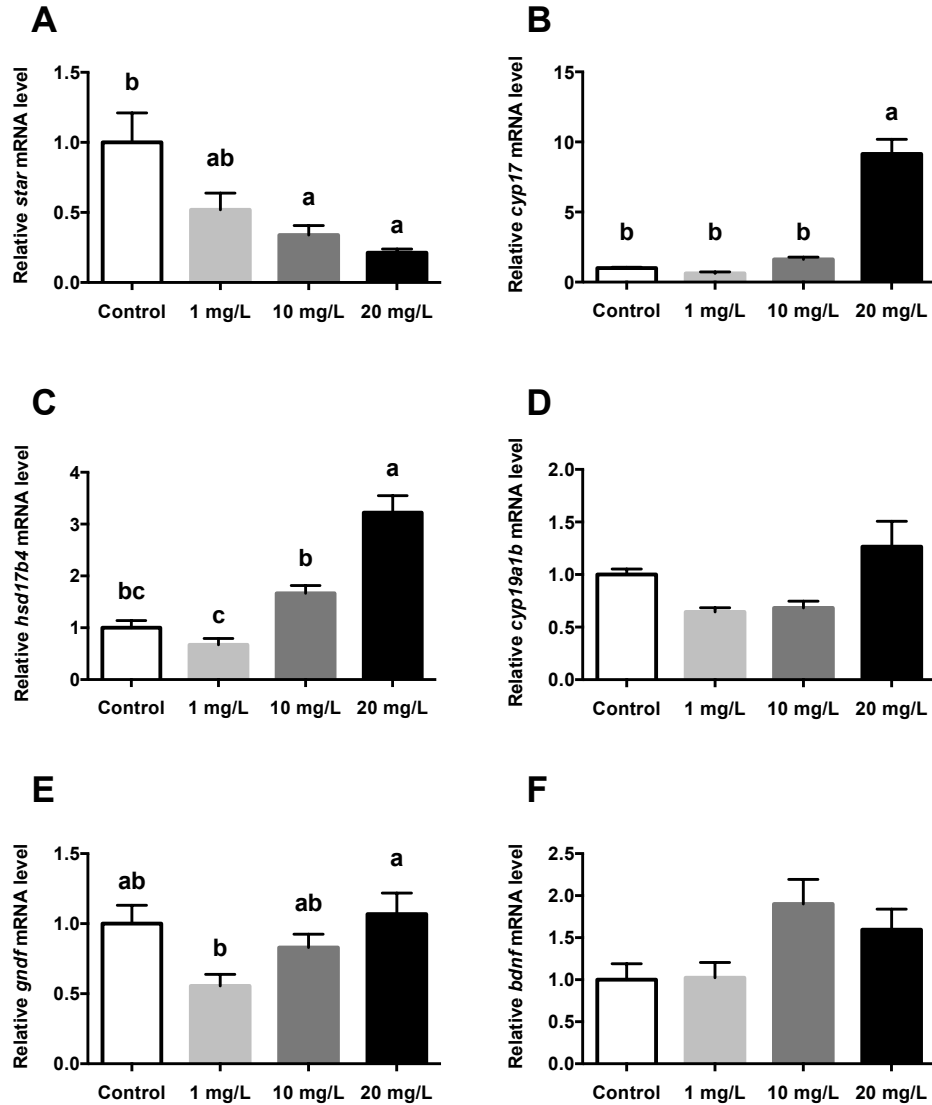 A
Relative star mRNA level
1.5
1.0
0.5
0.0
b
ab
a
a
Control 1 mg/L 10 mg/L 20 mg/L
B
Relative cyp17 mRNA level
15
10
5
0
b
b
b
a
Control 1 mg/L 10 mg/L 20 mg/L
C
Relative hsd17b4 mRNA level
4
3
2
1
0
bc
c
b
a
Control 1 mg/L 10 mg/L 20 mg/L
D
Relative cyp19a1b mRNA level
2.0
1.5
1.0
0.5
0.0
Control 1 mg/L 10 mg/L 20 mg/L
E
Relative gndf mRNA level
1.5
1.0
0.5
0.0
ab
b
ab
a
Control 1 mg/L 10 mg/L 20 mg/L
F
Relative bdnf mRNA level
2.5
2.0
1.5
1.0
0.5
0.0
Control 1 mg/L 10 mg/L 20 mg/L